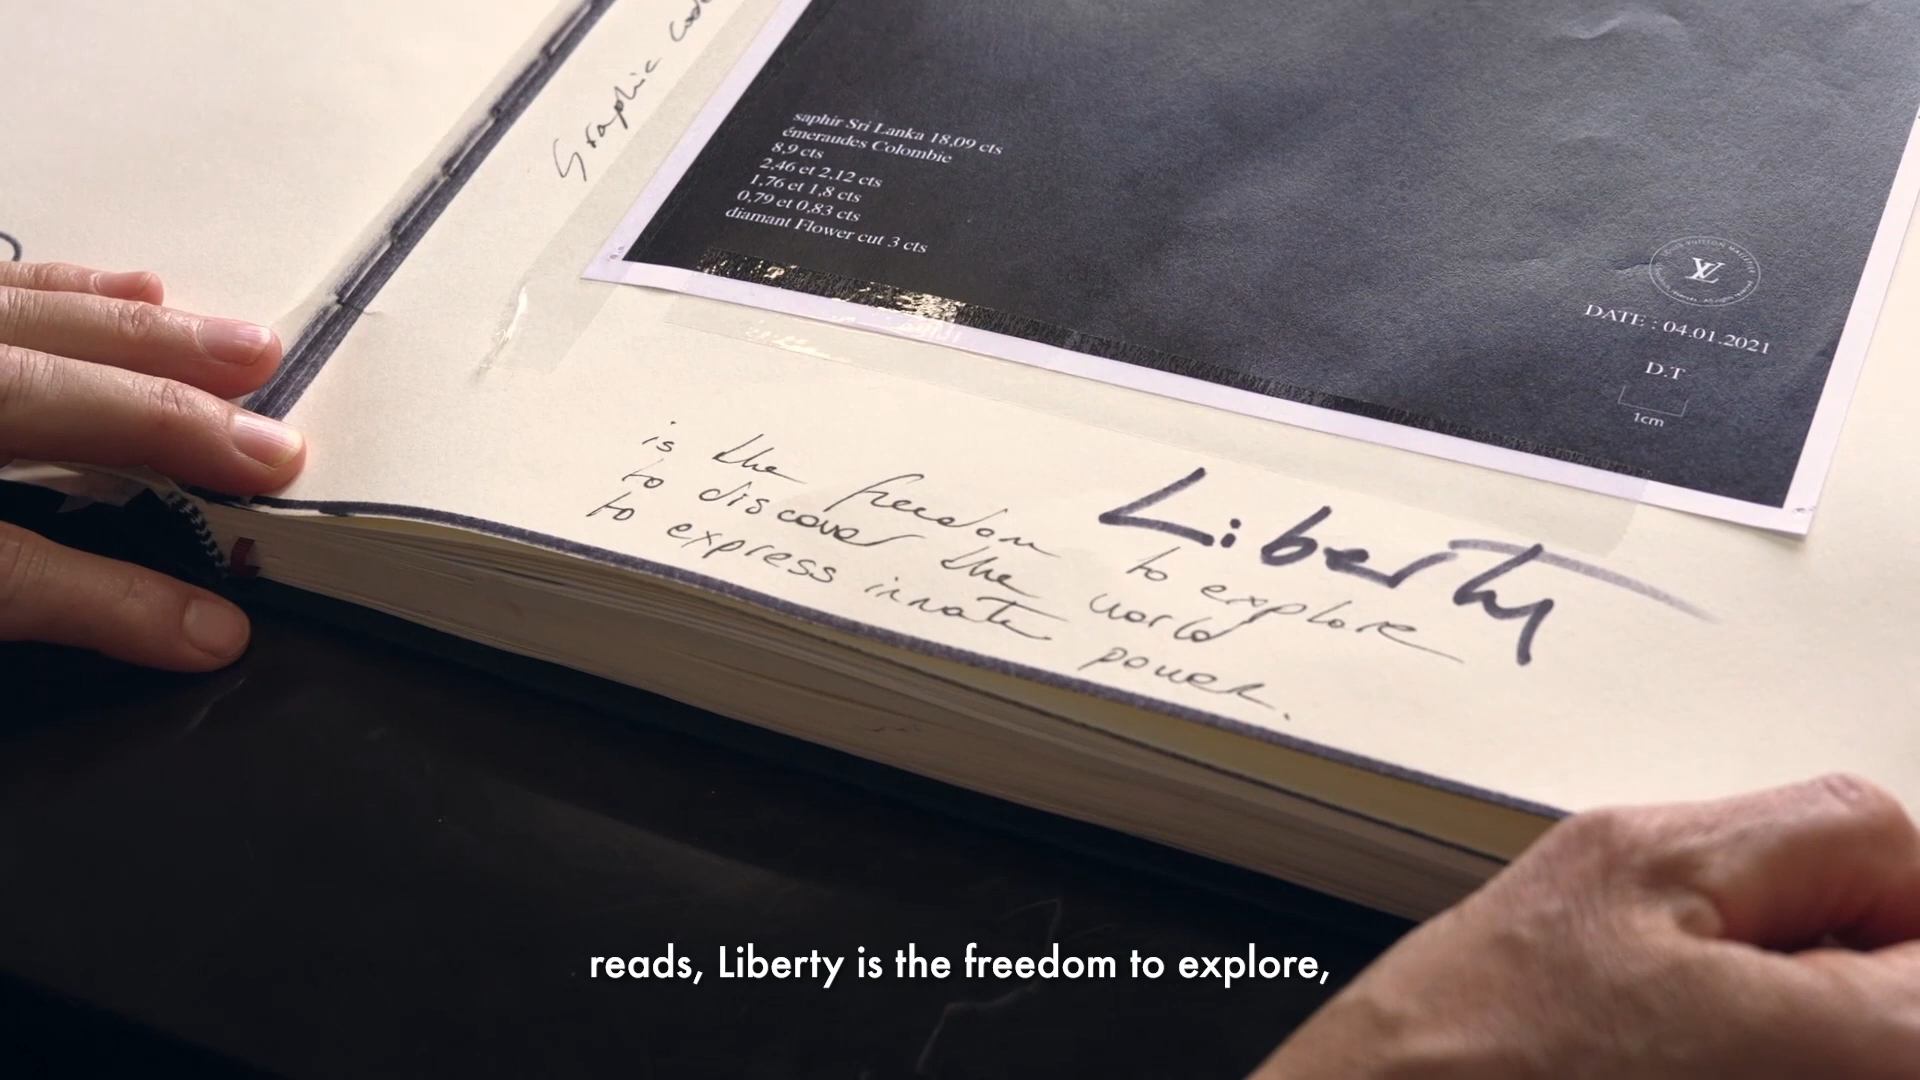 Graphic code
saphir Sri Lanka 18,09 cts
émeraudes Colombie
8,9 cts
2,46 et 2,12 cts
1,76 et 1,8 cts
0,79 et 0,83 cts
diamant Flower cut 3 cts
LV
DATE : 04.01.2021
D.T
1cm
Liberty
is the freedom to explore
to discover the world
to express innate power.
reads, Liberty is the freedom to explore,